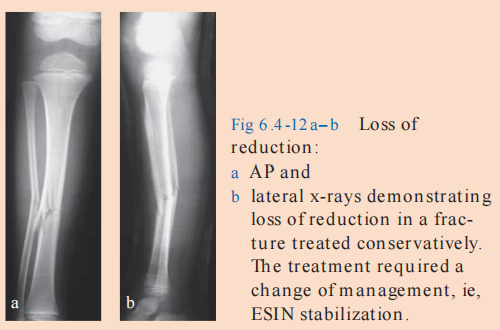 a
b
Fig 6.4-12a–b Loss of
reduction:
a AP and
b lateral x-rays demonstrating
loss of reduction in a frac-
ture treated conservatively.
The treatment required a
change of management, ie,
ESIN stabilization.